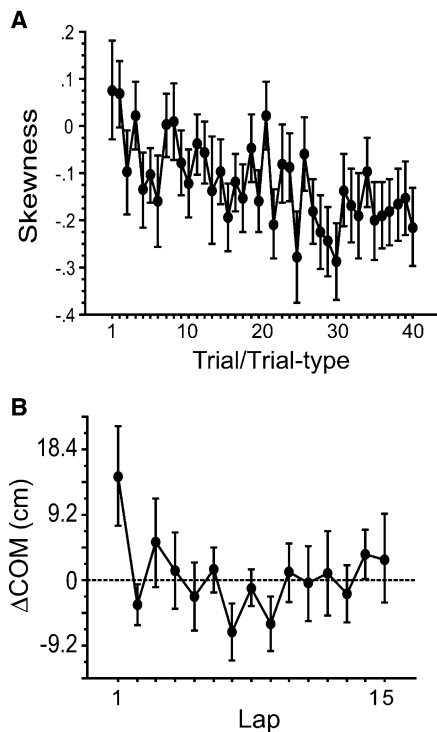 A
Skewness
.2
.1
0
-.1
-.2
-.3
-.4
1 10 20 30 40
Trial/Trial-type
B
ΔCOM (cm)
18.4
9.2
0
-9.2
1 15
Lap